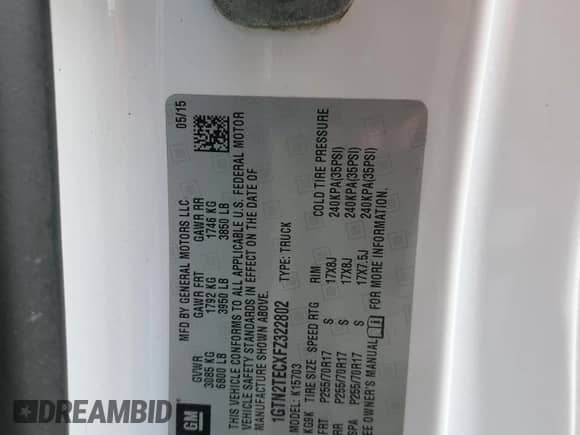 05/15
MFD BY GENERAL MOTORS LLC
GVWR GAWR FRT GAWR RR
3085 KG 1792 KG 1746 KG
6800 LB 3950 LB 3850 LB
THIS VEHICLE CONFORMS TO ALL APPLICABLE U.S. FEDERAL MOTOR
VEHICLE SAFETY STANDARDS IN EFFECT ON THE DATE OF
MANUFACTURE SHOWN ABOVE.
1GTN2TECXFZ322802 TYPE: TRUCK
MODEL: K15703
KGBK TIRE SIZE SPEED RTG RIM COLD TIRE PRESSURE
FRT P255/70R17 S 17X8J 240KPA(35PSI)
RR P255/70R17 S 17X8J 240KPA(35PSI)
SPA P255/70R17 S 17X7.5J 240KPA(35PSI)
SEE OWNER'S MANUAL FOR MORE INFORMATION.
GM
DREAMBID